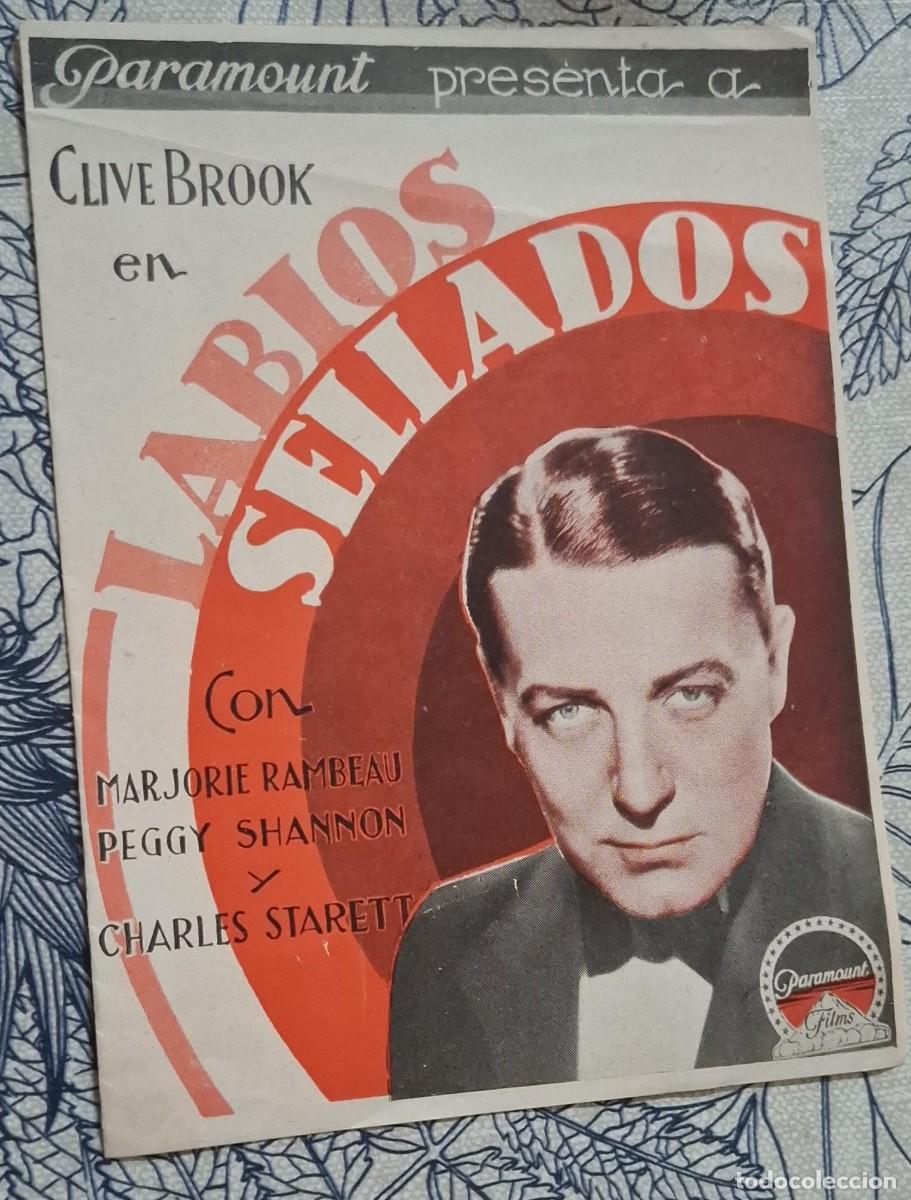 Paramount presenta a
CLIVE BROOK
en
LABIOS
SELLADOS
Con
MARJORIE RAMBEAU
PEGGY SHANNON
y
CHARLES STARETT
Paramount
Films
todocoleccion